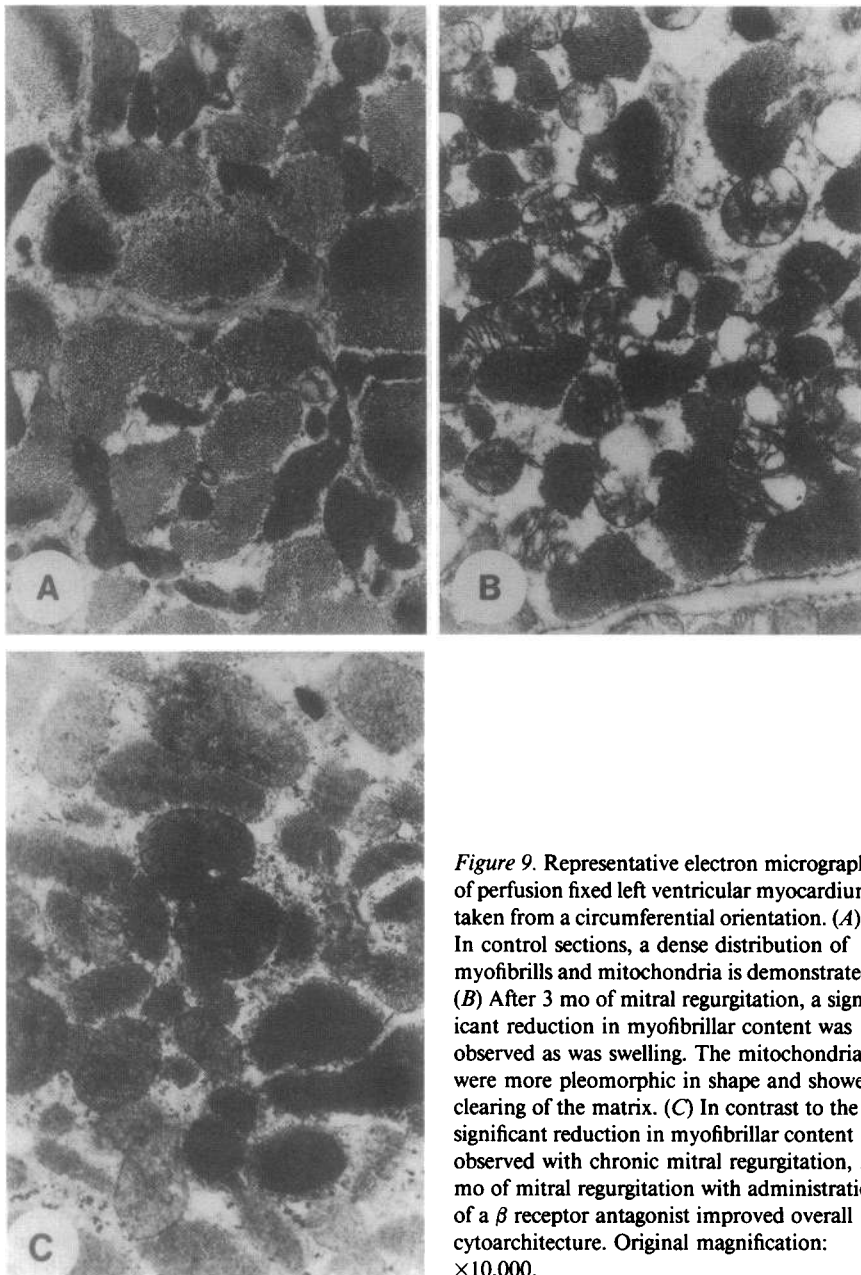 A
B
C
Figure 9. Representative electron micrograph
of perfusion fixed left ventricular myocardium
taken from a circumferential orientation. (A)
In control sections, a dense distribution of
myofibrills and mitochondria is demonstrate
(B) After 3 mo of mitral regurgitation, a sign
icant reduction in myofibrillar content was
observed as was swelling. The mitochondria
were more pleomorphic in shape and showe
clearing of the matrix. (C) In contrast to the
significant reduction in myofibrillar content
observed with chronic mitral regurgitation,
mo of mitral regurgitation with administratio
of a β receptor antagonist improved overall
cytoarchitecture. Original magnification:
×10,000.